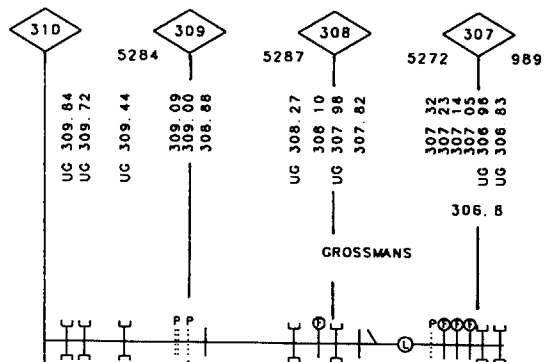 310
309
308
307
5284
5287
5272
989
UG 309.84
UG 309.72
UG 309.44
309.09
309.00
308.88
UG 308.27
308 10
UG 307 98
307.82
307 32
307 23
307 14
307 05
UG 306 96
UG 306 83
306.8
GROSSMANS
P P
F
P F F F
L